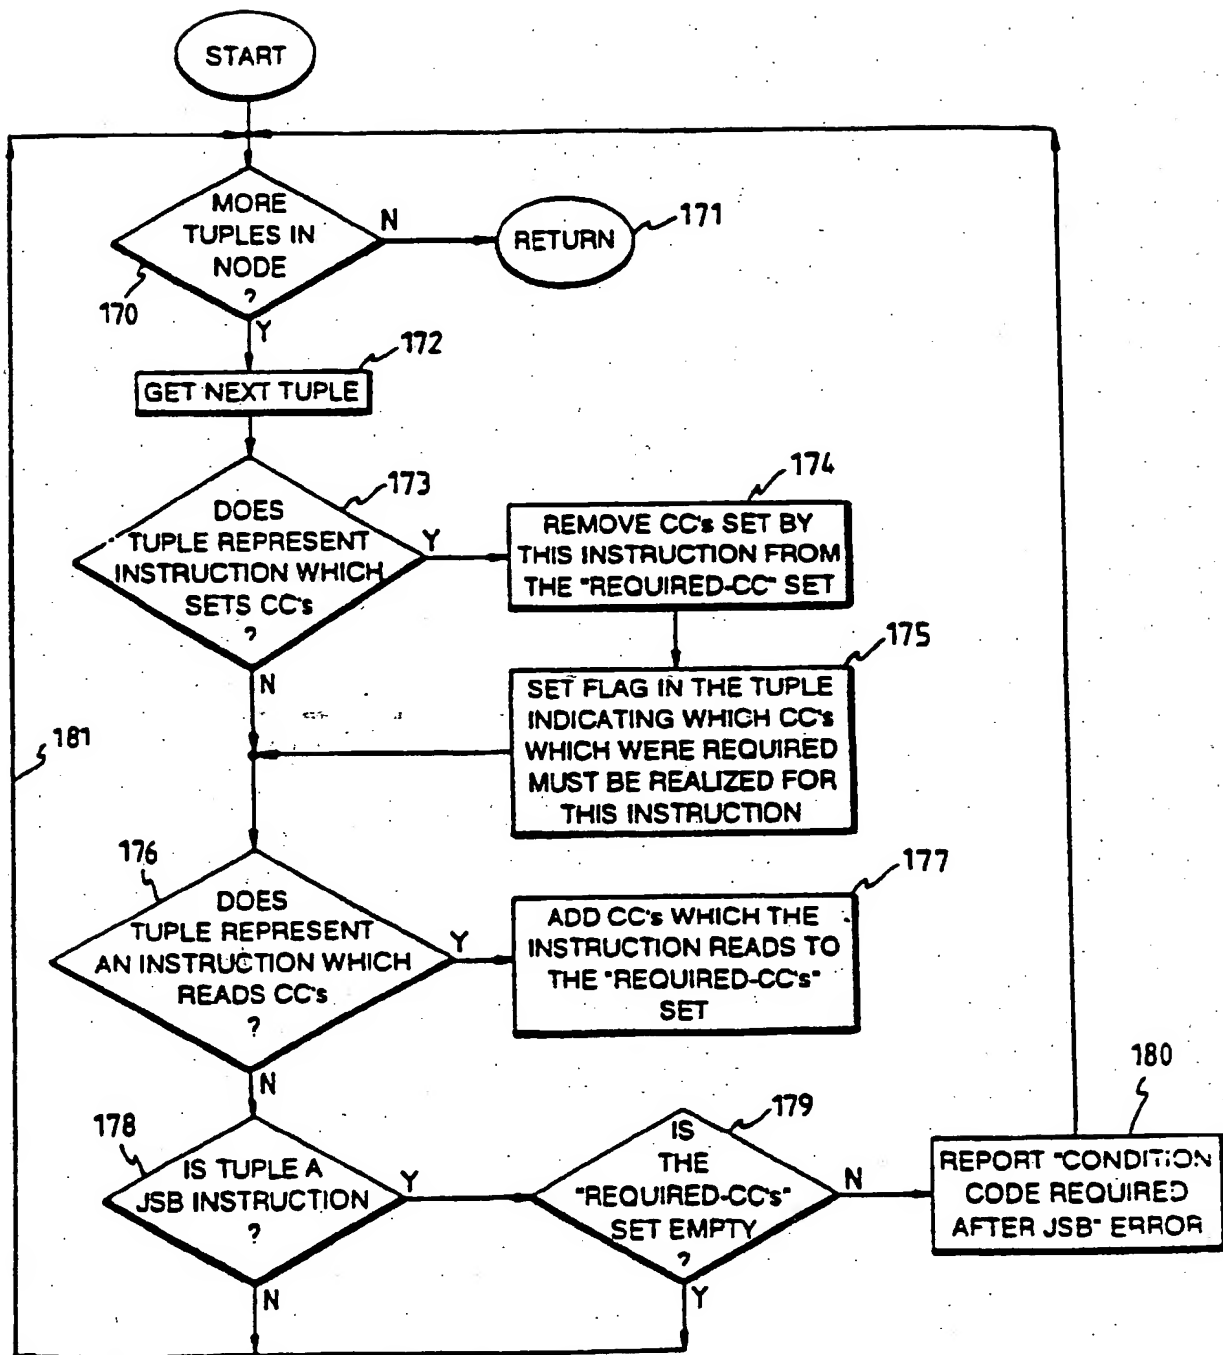 START
MORE
TUPLES IN
NODE
?
N
RETURN
171
170
Y
172
GET NEXT TUPLE
173
DOES
TUPLE REPRESENT
INSTRUCTION WHICH
SETS CC's
?
Y
174
REMOVE CC's SET BY
THIS INSTRUCTION FROM
THE "REQUIRED-CC" SET
N
175
SET FLAG IN THE TUPLE
INDICATING WHICH CC's
WHICH WERE REQUIRED
MUST BE REALIZED FOR
THIS INSTRUCTION
181
176
DOES
TUPLE REPRESENT
AN INSTRUCTION WHICH
READS CC's
?
Y
177
ADD CC's WHICH THE
INSTRUCTION READS TO
THE "REQUIRED-CC's"
SET
N
178
IS TUPLE A
JSB INSTRUCTION
?
Y
179
IS
THE
"REQUIRED-CC's"
SET EMPTY
?
N
180
REPORT "CONDITION
CODE REQUIRED
AFTER JSB" ERROR
N
Y